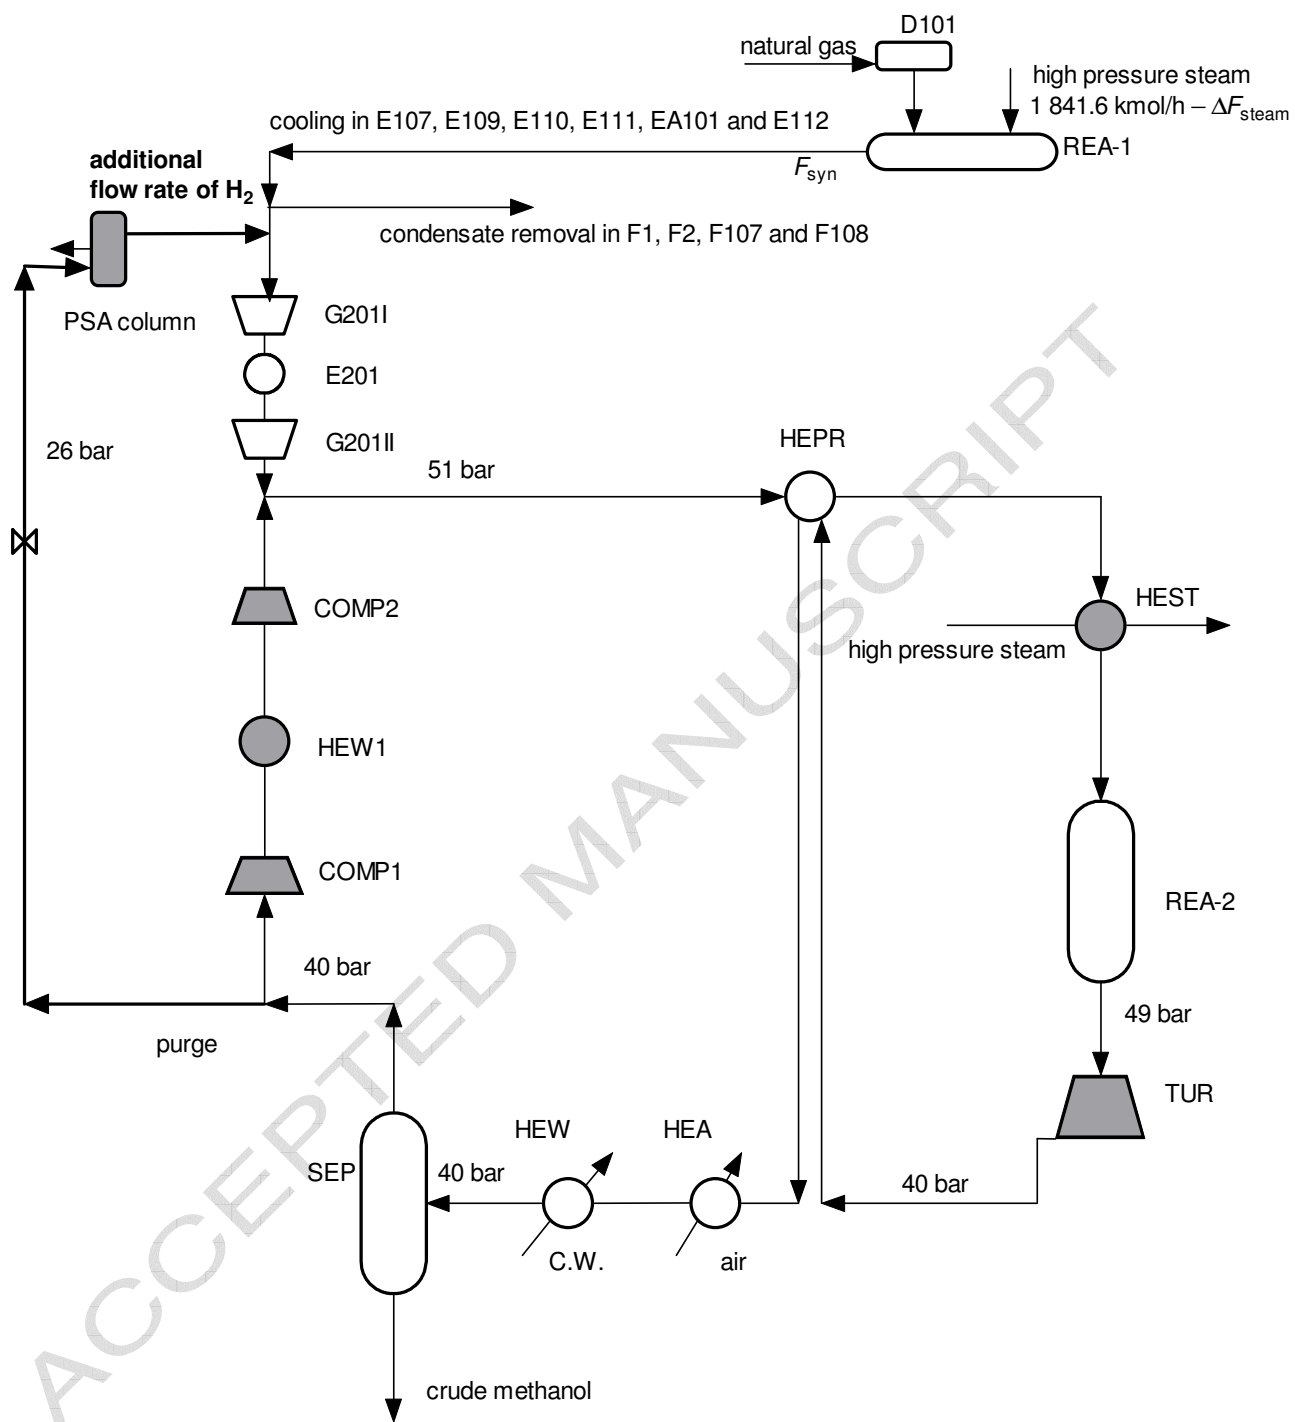 D101
natural gas
high pressure steam
1 841.6 kmol/h – ΔFsteam
REA-1
cooling in E107, E109, E110, E111, EA101 and E112
Fsyn
additional
flow rate of H2
condensate removal in F1, F2, F107 and F108
PSA column
G201I
E201
G201II
26 bar
51 bar
HEPR
COMP2
HEST
high pressure steam
HEW1
COMP1
REA-2
40 bar
49 bar
purge
TUR
HEW
HEA
SEP
40 bar
40 bar
C.W.
air
crude methanol
ACCEPTED MANUSCRIPT